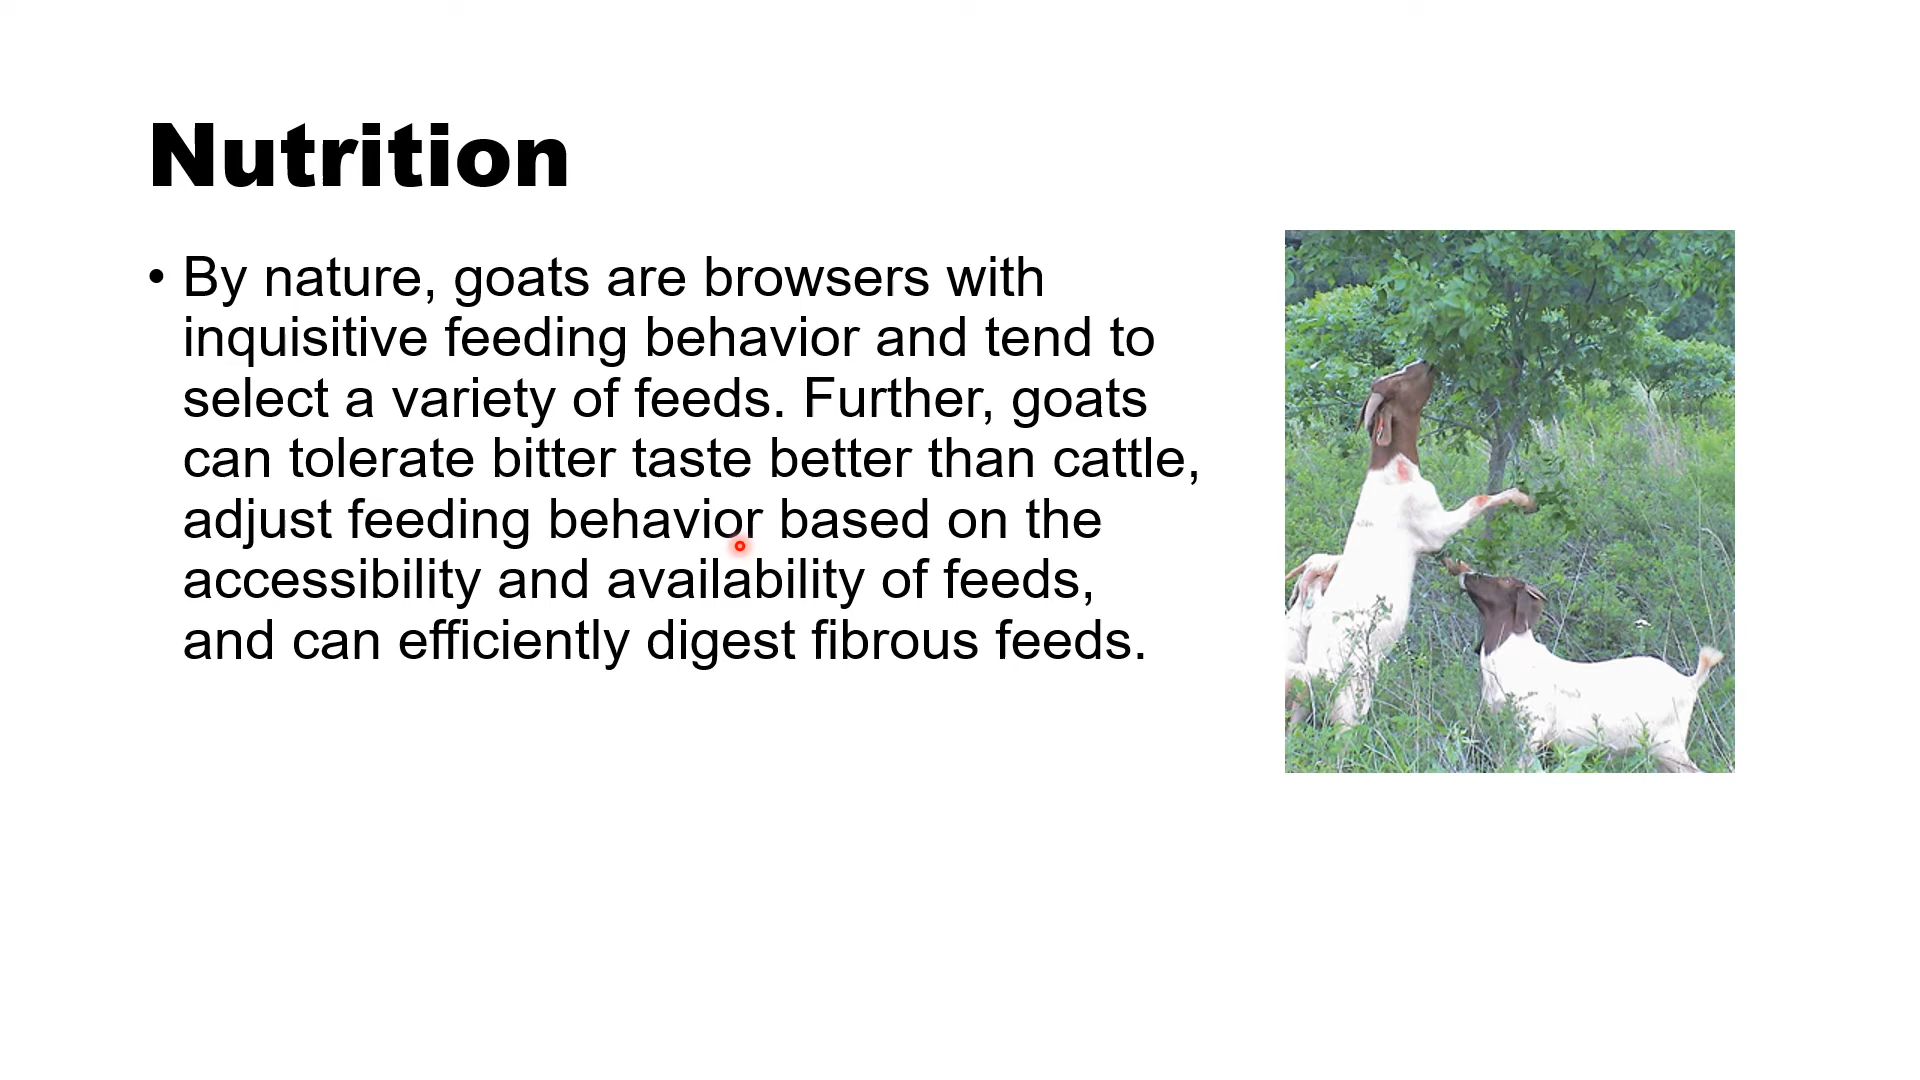 Nutrition
• By nature, goats are browsers with
inquisitive feeding behavior and tend to
select a variety of feeds. Further, goats
can tolerate bitter taste better than cattle,
adjust feeding behavior based on the
accessibility and availability of feeds,
and can efficiently digest fibrous feeds.